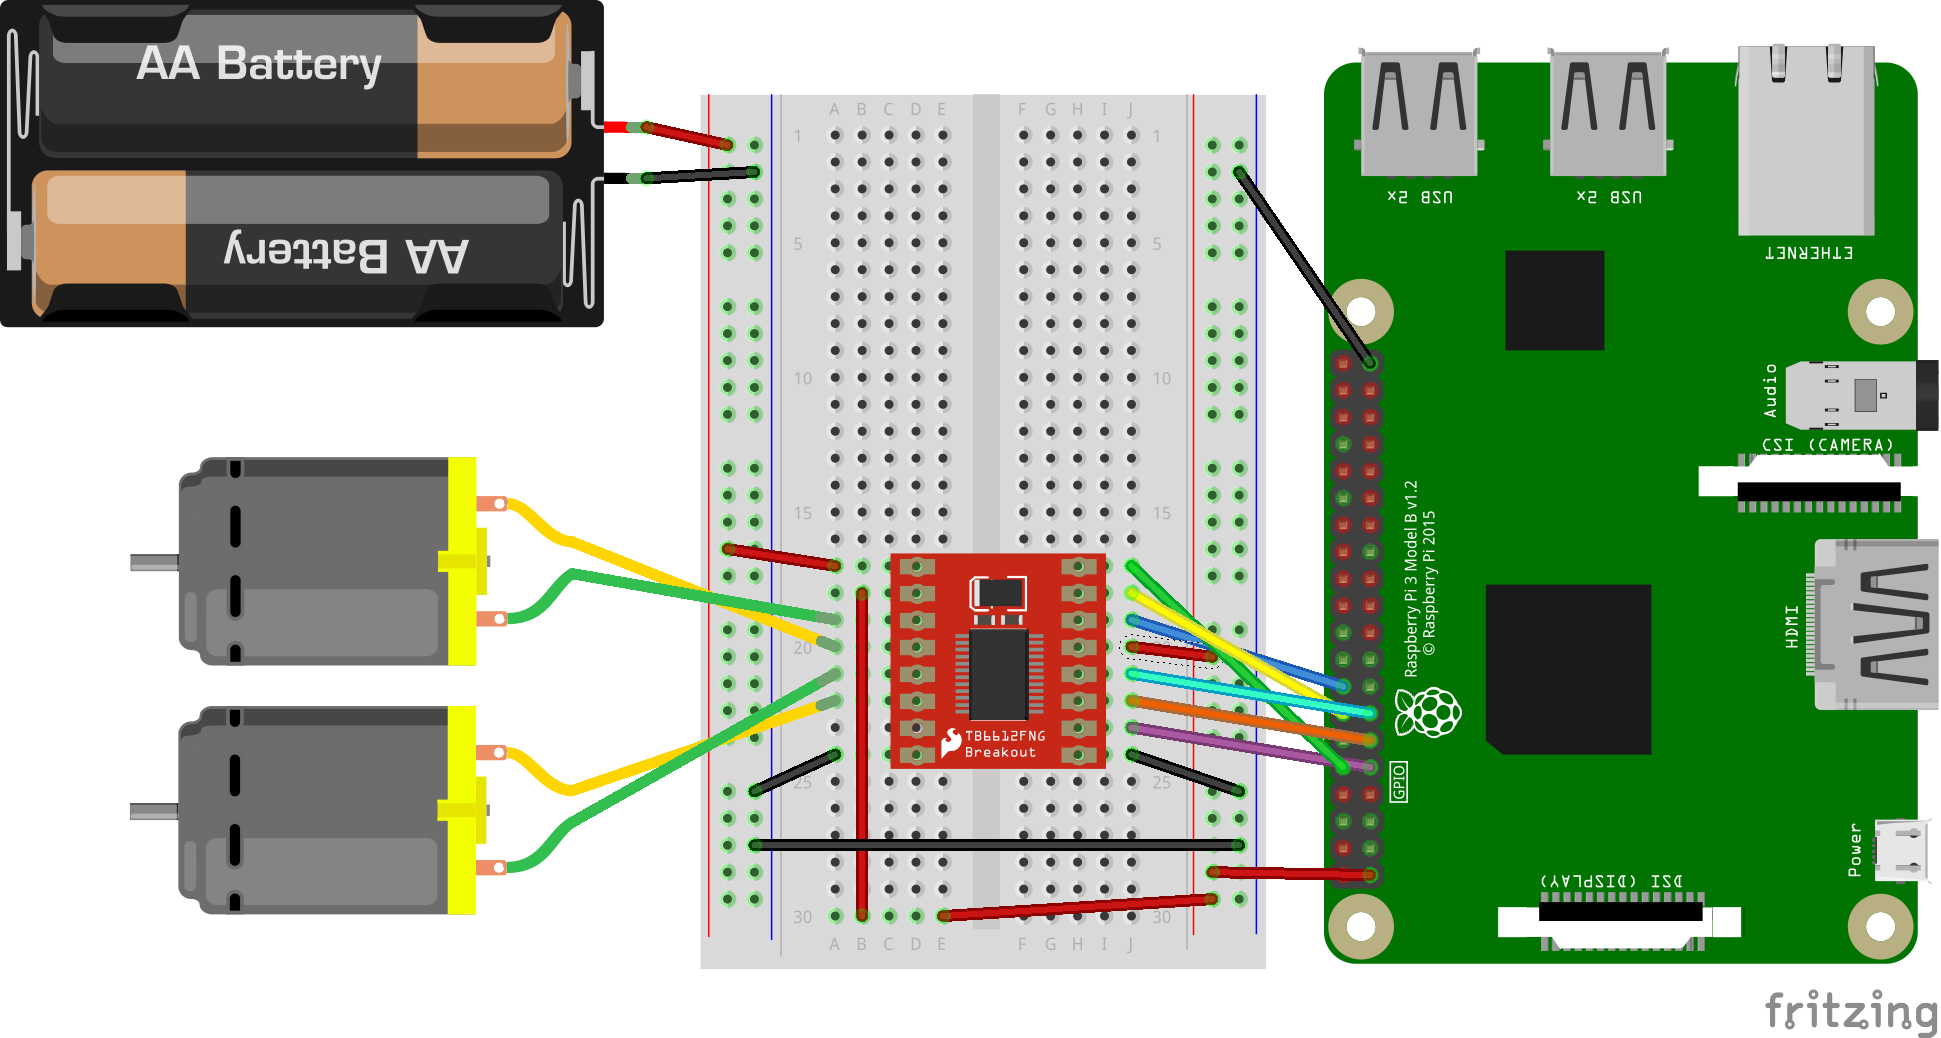 AA Battery
AA Battery
A B C D E F G H I J
1 1
5 5
10 10
15 15
20
25 25
30 30
A B C D E F G H I J
TB6612FNG
Breakout
USB 2x
USB 2x
ETHERNET
Audio
CSI (CAMERA)
HDMI
Raspberry Pi 3 Model B v1.2
© Raspberry Pi 2015
GPIO
Power
DSI (DISPLAY)
fritzing